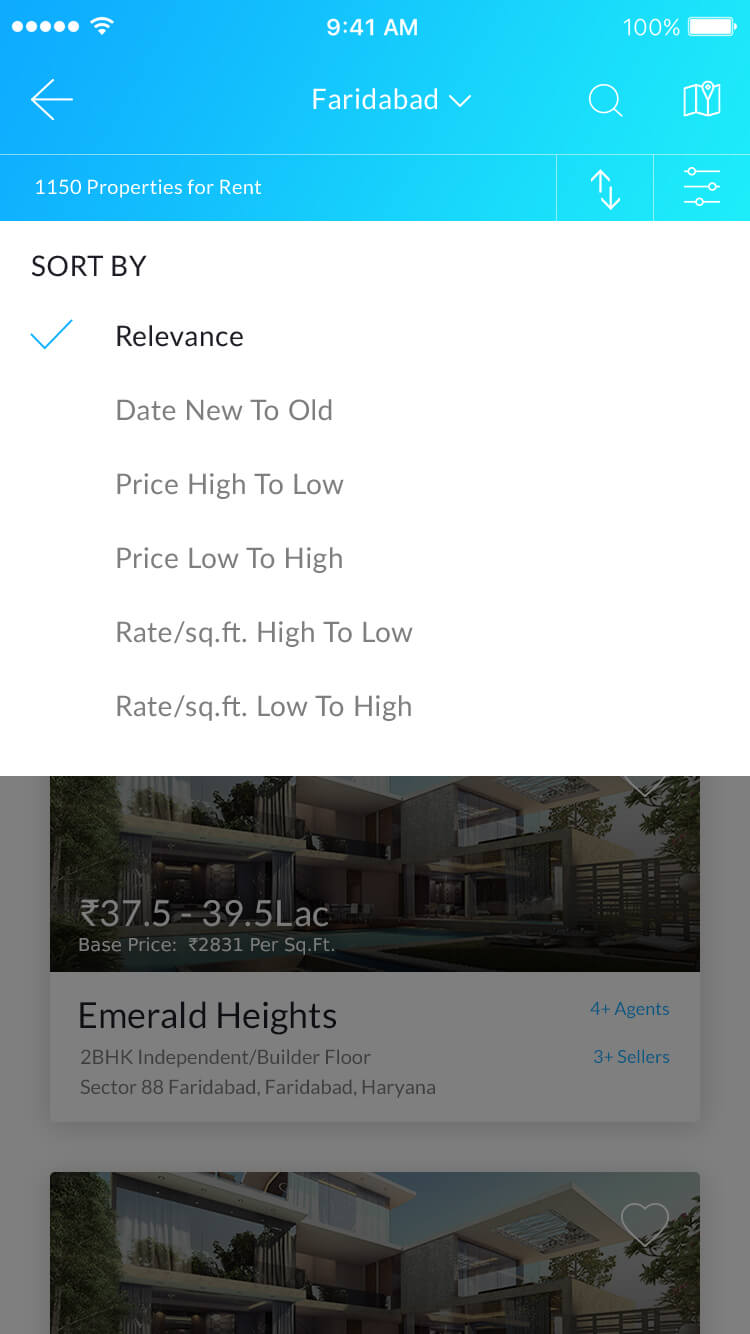 9:41 AM 100%
Faridabad
1150 Properties for Rent
SORT BY
Relevance
Date New To Old
Price High To Low
Price Low To High
Rate/sq.ft. High To Low
Rate/sq.ft. Low To High
₹37.5 - 39.5Lac
Base Price: ₹2831 Per Sq.Ft.
Emerald Heights 4+ Agents
2BHK Independent/Builder Floor 3+ Sellers
Sector 88 Faridabad, Faridabad, Haryana